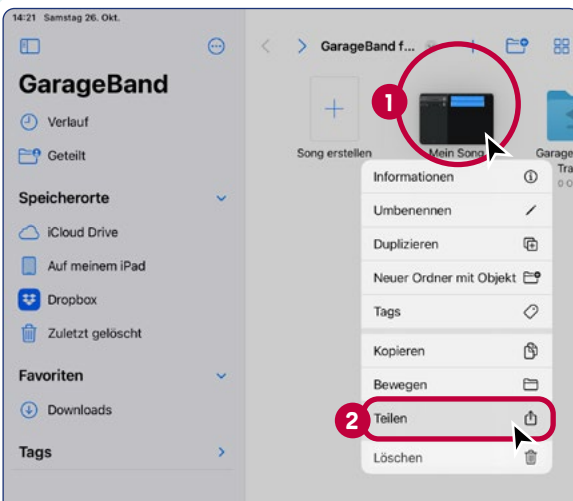 14:21 Samstag 26. Okt.
GarageBand f...
GarageBand
Verlauf
Geteilt
Speicherorte
iCloud Drive
Auf meinem iPad
Dropbox
Zuletzt gelöscht
Favoriten
Downloads
Tags
1
Song erstellen
Mein Song
Garage
Tra
0 O
Informationen
Umbenennen
Duplizieren
Neuer Ordner mit Objekt
Tags
Kopieren
Bewegen
2
Teilen
Löschen